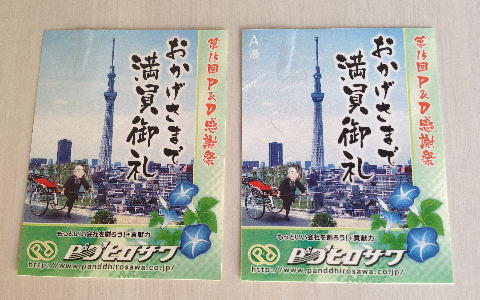 第15回P&D感謝祭
おかげさまで
満員御礼
もっといい会社を創ろう!+貢献力
P&Dヒロサワ
http://www.panddhirosawa.co.jp/
A席
第15回P&D感謝祭
おかげさまで
満員御礼
もっといい会社を創ろう!+貢献力
P&Dヒロサワ
http://www.panddhirosawa.co.jp/